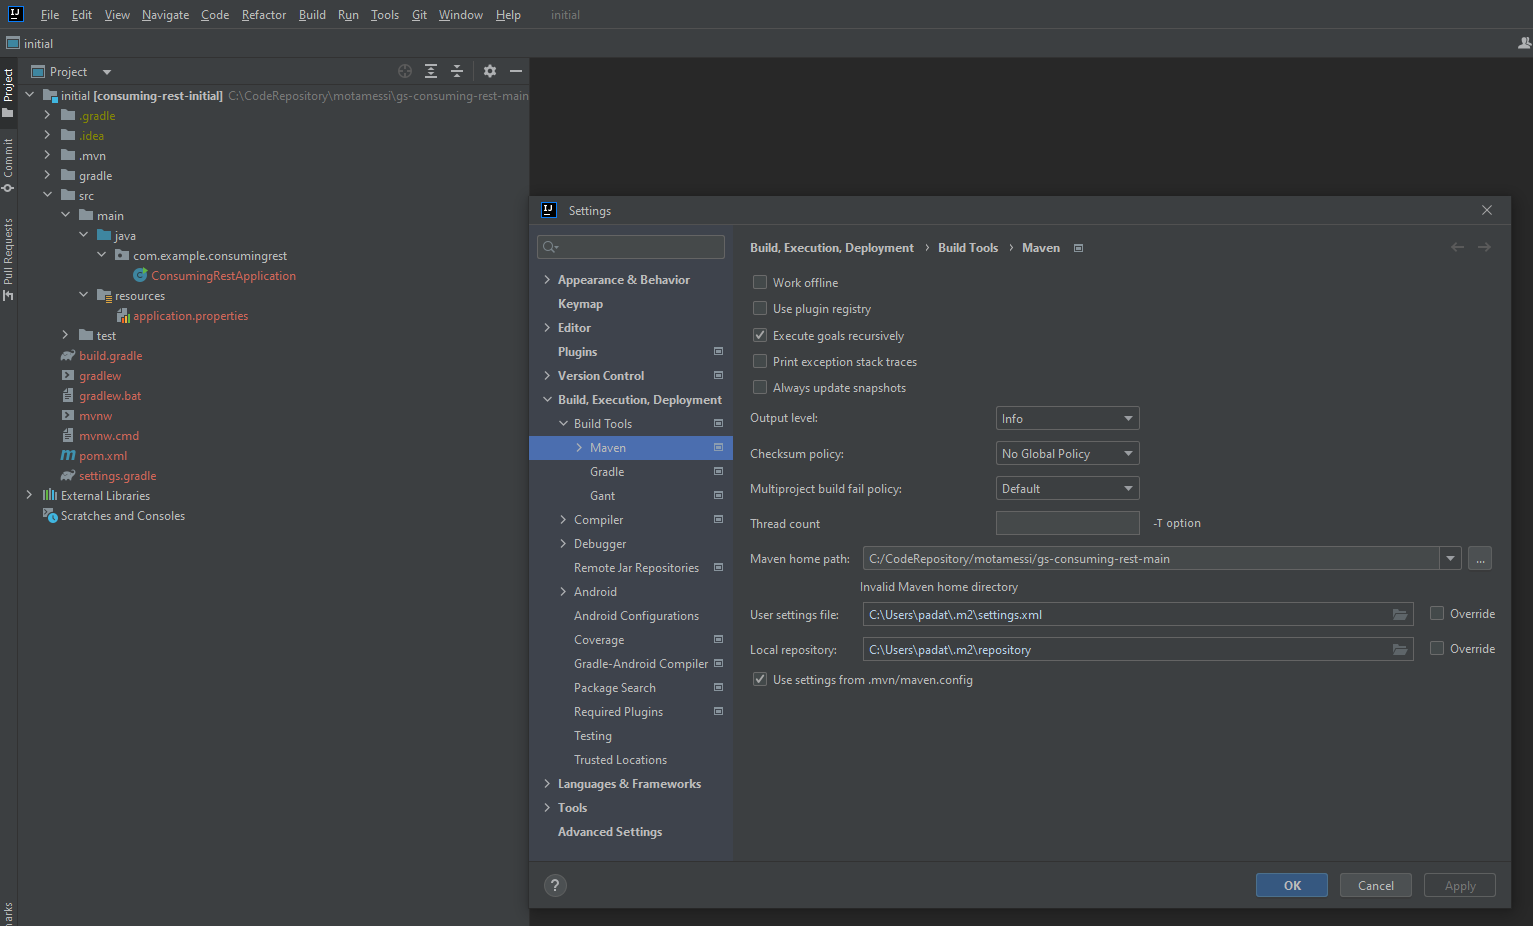 File Edit View Navigate Code Refactor Build Run Tools Git Window Help initial
initial
Project
Project
initial [consuming-rest-initial] C:\CodeRepository\motamessi\gs-consuming-rest-main
.gradle
.idea
Commit
.mvn
gradle
src
main
Pull Requests
java
com.example.consumingrest
ConsumingRestApplication
resources
application.properties
test
build.gradle
gradlew
gradlew.bat
mvnw
mvnw.cmd
pom.xml
settings.gradle
External Libraries
Scratches and Consoles
Settings
Appearance & Behavior
Keymap
Editor
Plugins
Version Control
Build, Execution, Deployment
Build Tools
Maven
Gradle
Gant
Compiler
Debugger
Remote Jar Repositories
Android
Android Configurations
Coverage
Gradle-Android Compiler
Package Search
Required Plugins
Testing
Trusted Locations
Languages & Frameworks
Tools
Advanced Settings
Build, Execution, Deployment › Build Tools › Maven
Work offline
Use plugin registry
Execute goals recursively
Print exception stack traces
Always update snapshots
Output level: Info
Checksum policy: No Global Policy
Multiproject build fail policy: Default
Thread count -T option
Maven home path: C:/CodeRepository/motamessi/gs-consuming-rest-main ...
Invalid Maven home directory
User settings file: C:\Users\padat\.m2\settings.xml Override
Local repository: C:\Users\padat\.m2\repository Override
Use settings from .mvn/maven.config
? OK Cancel Apply